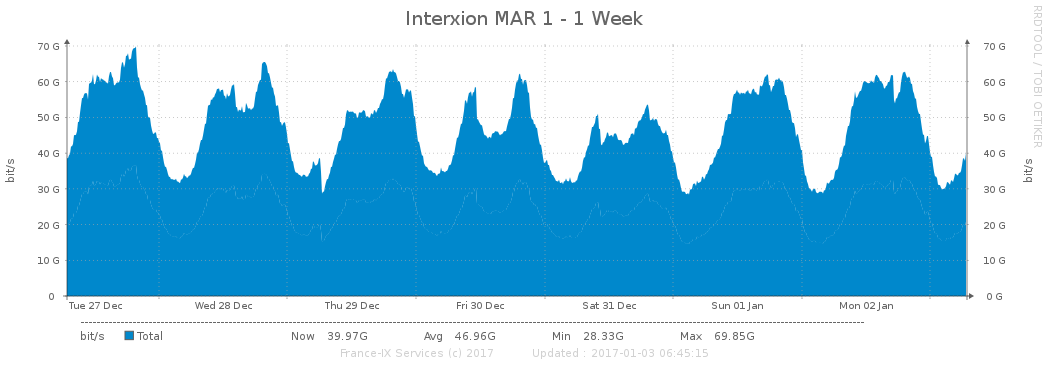 Interxion MAR 1 - 1 Week
RRDTOOL / TOBI OETIKER
70 G 70 G
60 G 60 G
50 G 50 G
40 G 40 G
30 G 30 G
20 G 20 G
10 G 10 G
0 0 G
bit/s
bit/s
Tue 27 Dec Wed 28 Dec Thu 29 Dec Fri 30 Dec Sat 31 Dec Sun 01 Jan Mon 02 Jan
bit/s Total Now 39.97G Avg 46.96G Min 28.33G Max 69.85G
France-IX Services (c) 2017 Updated : 2017-01-03 06:45:15